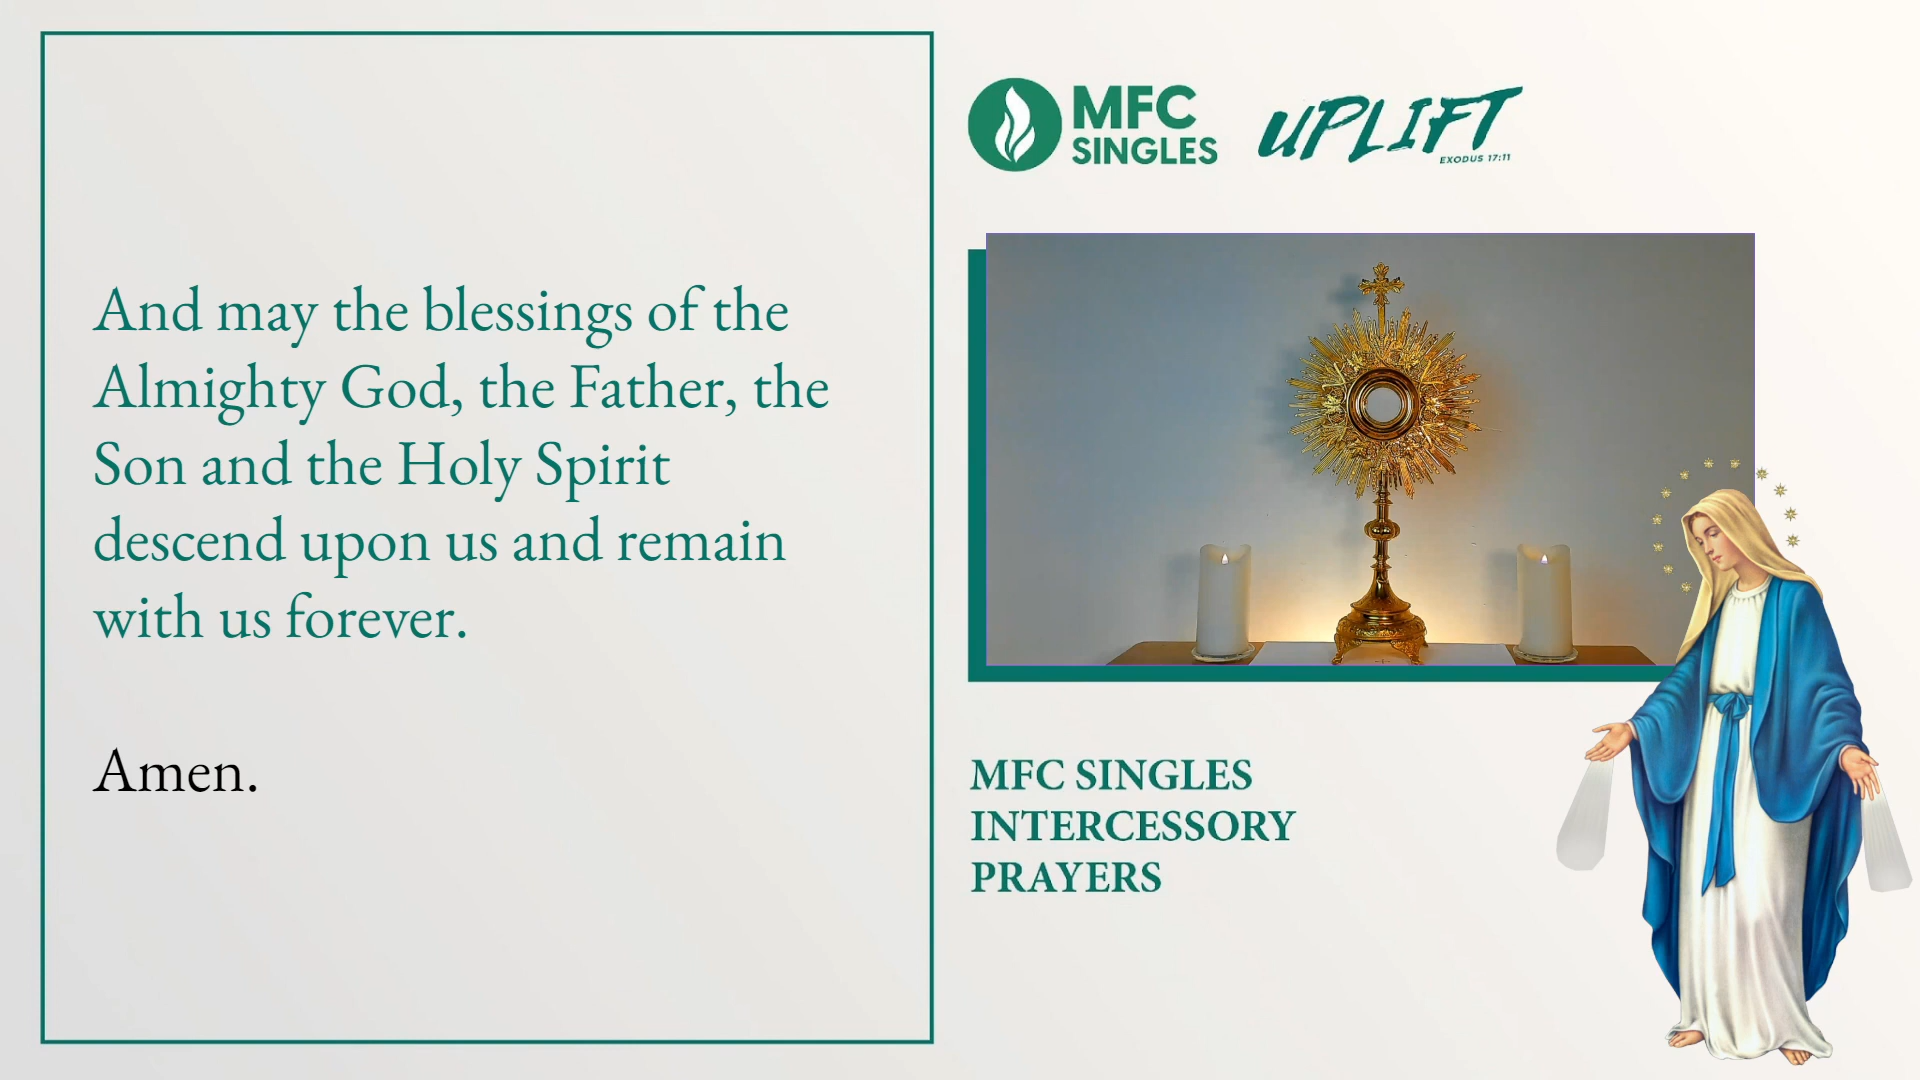 And may the blessings of the
Almighty God, the Father, the
Son and the Holy Spirit
descend upon us and remain
with us forever.
Amen.
MFC
SINGLES
UPLIFT
EXODUS 17:11
MFC SINGLES
INTERCESSORY
PRAYERS